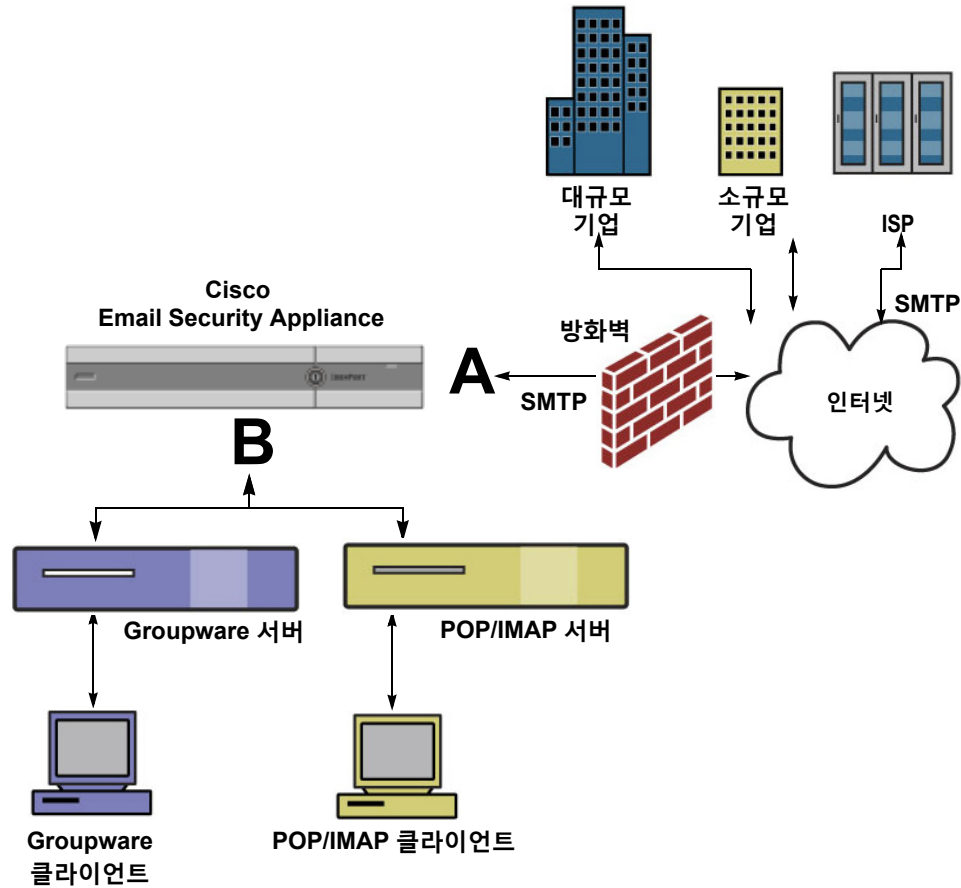 대규모
기업
소규모
기업
ISP
SMTP
Cisco
Email Security Appliance
방화벽
A
SMTP
인터넷
B
Groupware 서버
POP/IMAP 서버
Groupware
클라이언트
POP/IMAP 클라이언트